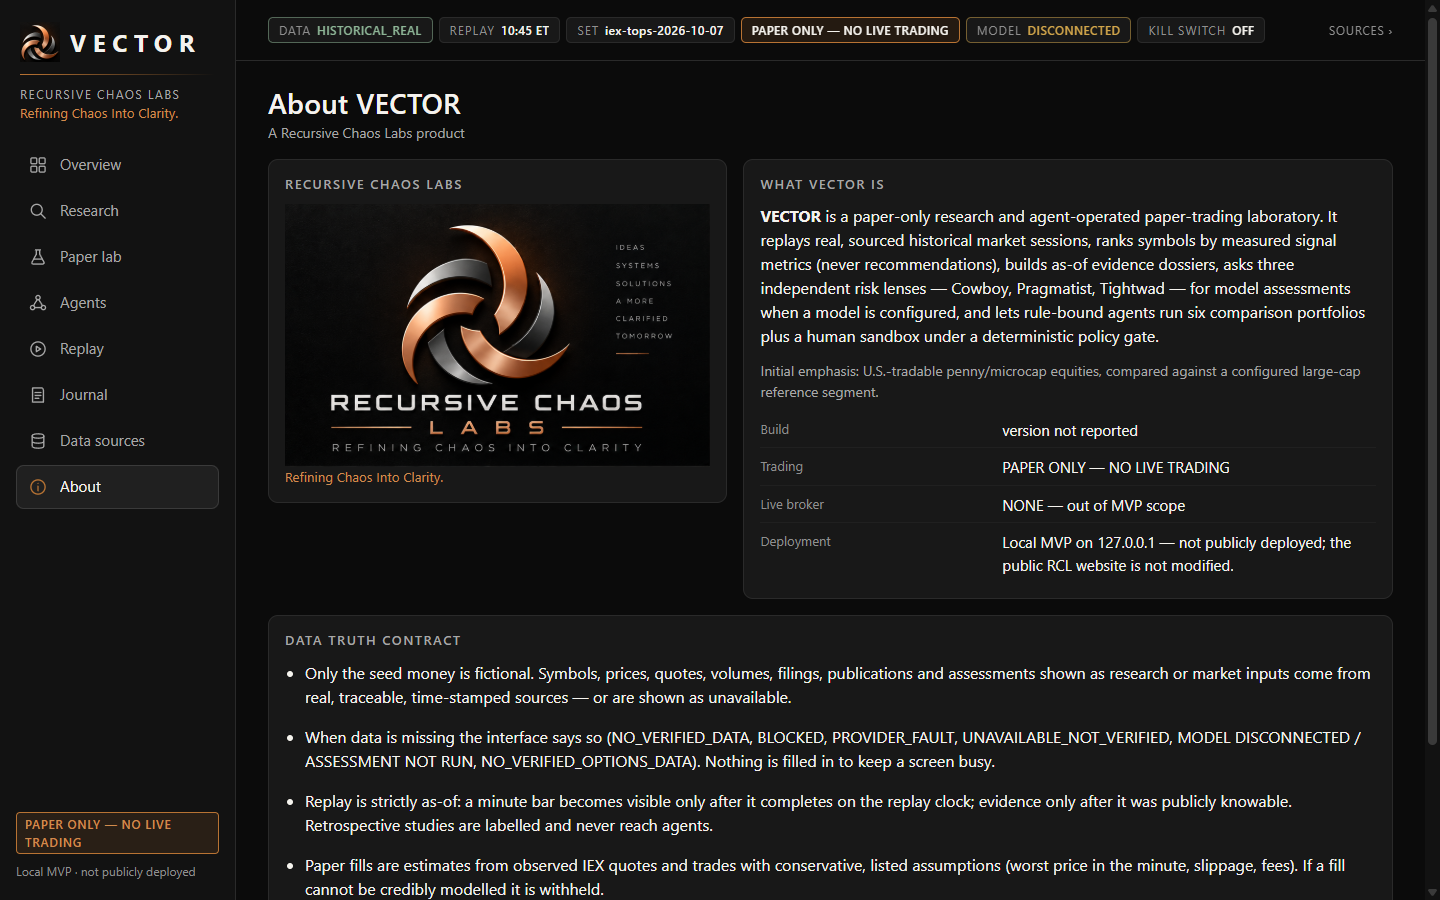 VECTOR
RECURSIVE CHAOS LABS
Refining Chaos Into Clarity.
Overview
Research
Paper lab
Agents
Replay
Journal
Data sources
About
PAPER ONLY — NO LIVE
TRADING
Local MVP · not publicly deployed
DATA HISTORICAL_REAL
REPLAY 10:45 ET
SET iex-tops-2026-10-07
PAPER ONLY — NO LIVE TRADING
MODEL DISCONNECTED
KILL SWITCH OFF
SOURCES ›
About VECTOR
A Recursive Chaos Labs product
RECURSIVE CHAOS LABS
IDEAS
SYSTEMS
SOLUTIONS
A MORE
CLARIFIED
TOMORROW
RECURSIVE CHAOS
LABS
REFINING CHAOS INTO CLARITY
Refining Chaos Into Clarity.
WHAT VECTOR IS
VECTOR is a paper-only research and agent-operated paper-trading laboratory. It
replays real, sourced historical market sessions, ranks symbols by measured signal
metrics (never recommendations), builds as-of evidence dossiers, asks three
independent risk lenses — Cowboy, Pragmatist, Tightwad — for model assessments
when a model is configured, and lets rule-bound agents run six comparison portfolios
plus a human sandbox under a deterministic policy gate.
Initial emphasis: U.S.-tradable penny/microcap equities, compared against a configured large-cap
reference segment.
Build version not reported
Trading PAPER ONLY — NO LIVE TRADING
Live broker NONE — out of MVP scope
Deployment Local MVP on 127.0.0.1 — not publicly deployed; the
public RCL website is not modified.
DATA TRUTH CONTRACT
• Only the seed money is fictional. Symbols, prices, quotes, volumes, filings, publications and assessments shown as research or market inputs come from
real, traceable, time-stamped sources — or are shown as unavailable.
• When data is missing the interface says so (NO_VERIFIED_DATA, BLOCKED, PROVIDER_FAULT, UNAVAILABLE_NOT_VERIFIED, MODEL DISCONNECTED /
ASSESSMENT NOT RUN, NO_VERIFIED_OPTIONS_DATA). Nothing is filled in to keep a screen busy.
• Replay is strictly as-of: a minute bar becomes visible only after it completes on the replay clock; evidence only after it was publicly knowable.
Retrospective studies are labelled and never reach agents.
• Paper fills are estimates from observed IEX quotes and trades with conservative, listed assumptions (worst price in the minute, slippage, fees). If a fill
cannot be credibly modelled it is withheld.